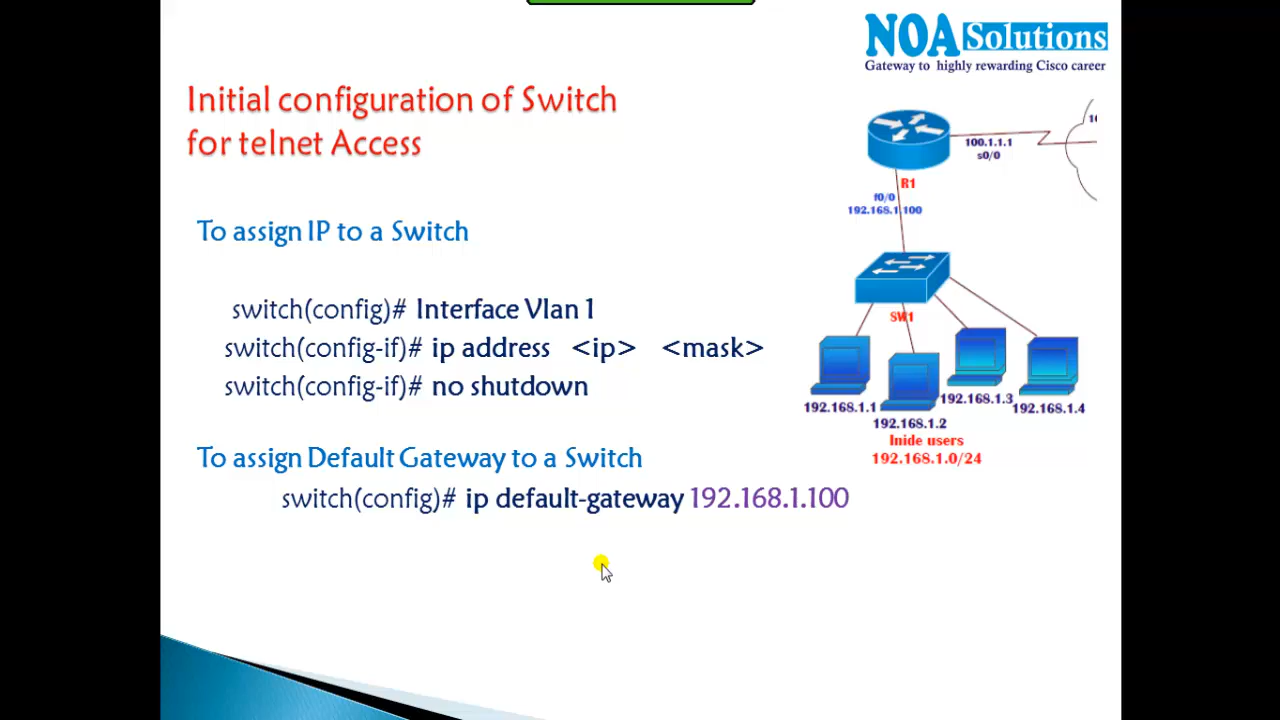 NOA Solutions
Gateway to highly rewarding Cisco career
Initial configuration of Switch
for telnet Access
To assign IP to a Switch
switch(config)# Interface Vlan 1
switch(config-if)# ip address <ip> <mask>
switch(config-if)# no shutdown
To assign Default Gateway to a Switch
switch(config)# ip default-gateway 192.168.1.100
100.1.1.1
s0/0
R1
f0/0
192.168.1.100
SW1
192.168.1.1
192.168.1.2
192.168.1.3
192.168.1.4
Inide users
192.168.1.0/24